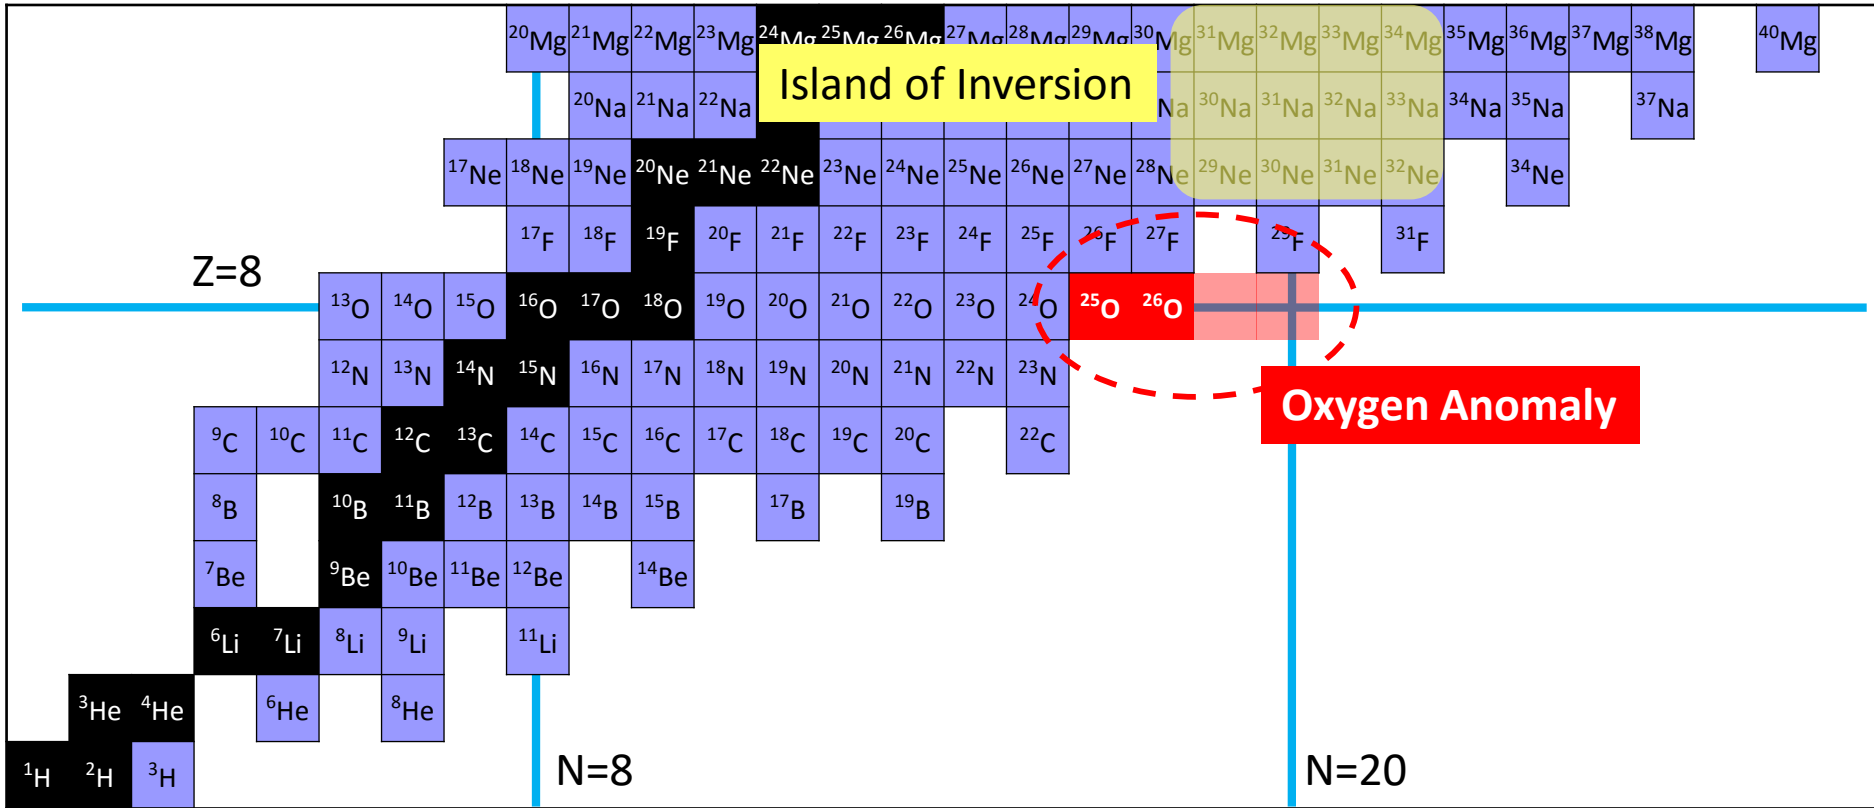 ²⁰Mg ²¹Mg ²²Mg ²³Mg ²⁴Mg ²⁵Mg ²⁶Mg ²⁷Mg ²⁸Mg ²⁹Mg ³⁰Mg ³¹Mg ³²Mg ³³Mg ³⁴Mg ³⁵Mg ³⁶Mg ³⁷Mg ³⁸Mg ⁴⁰Mg
Island of Inversion
²⁰Na ²¹Na ²²Na Na ³⁰Na ³¹Na ³²Na ³³Na ³⁴Na ³⁵Na ³⁷Na
¹⁷Ne ¹⁸Ne ¹⁹Ne ²⁰Ne ²¹Ne ²²Ne ²³Ne ²⁴Ne ²⁵Ne ²⁶Ne ²⁷Ne ²⁸Ne ²⁹Ne ³⁰Ne ³¹Ne ³²Ne ³⁴Ne
¹⁷F ¹⁸F ¹⁹F ²⁰F ²¹F ²²F ²³F ²⁴F ²⁵F ²⁶F ²⁷F ²⁹F ³¹F
Z=8
¹³O ¹⁴O ¹⁵O ¹⁶O ¹⁷O ¹⁸O ¹⁹O ²⁰O ²¹O ²²O ²³O ²⁴O ²⁵O ²⁶O
¹²N ¹³N ¹⁴N ¹⁵N ¹⁶N ¹⁷N ¹⁸N ¹⁹N ²⁰N ²¹N ²²N ²³N
Oxygen Anomaly
⁹C ¹⁰C ¹¹C ¹²C ¹³C ¹⁴C ¹⁵C ¹⁶C ¹⁷C ¹⁸C ¹⁹C ²⁰C ²²C
⁸B ¹⁰B ¹¹B ¹²B ¹³B ¹⁴B ¹⁵B ¹⁷B ¹⁹B
⁷Be ⁹Be ¹⁰Be ¹¹Be ¹²Be ¹⁴Be
⁶Li ⁷Li ⁸Li ⁹Li ¹¹Li
³He ⁴He ⁶He ⁸He
¹H ²H ³H
N=8 N=20